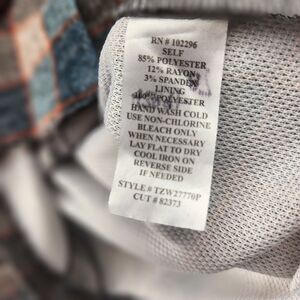 RN # 102296
SELF
85% POLYESTER
12% RAYON
3% SPANDEX
LINING
100% POLYESTER
HAND WASH COLD
USE NON-CHLORINE
BLEACH ONLY
WHEN NECESSARY
LAY FLAT TO DRY
COOL IRON ON
REVERSE SIDE
IF NEEDED
STYLE # TZW27770P
CUT # 82373